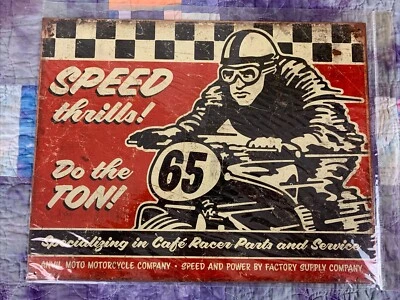 SPEED
thrills!
Do the
TON!
65
Specializing in Café Racer Parts and Service
ANVIL MOTO MOTORCYCLE COMPANY • SPEED AND POWER BY FACTORY SUPPLY COMPANY